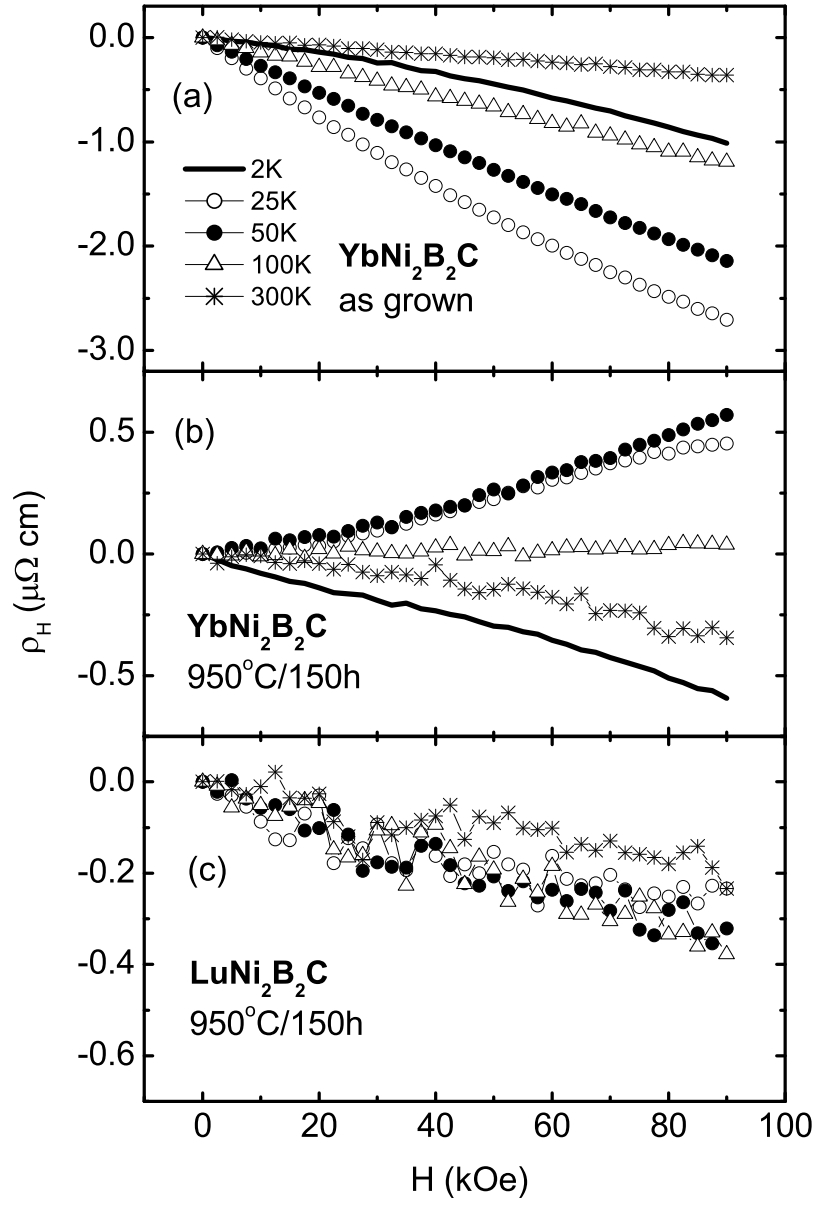 0.0
(a)
-1.0
2K
25K
50K
-2.0
100K
YbNi₂B₂C
300K
as grown
-3.0
0.5
(b)
ρH (μΩ cm)
0.0
YbNi₂B₂C
950°C/150h
-0.5
0.0
-0.2
(c)
-0.4
LuNi₂B₂C
950°C/150h
-0.6
0 20 40 60 80 100
H (kOe)